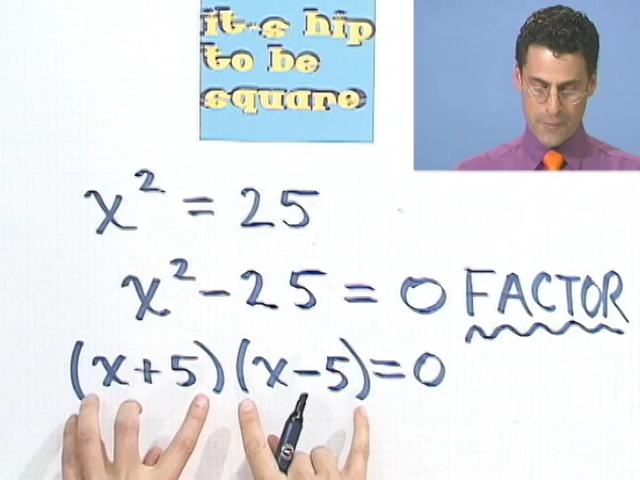 it's hip
to be
square
x² = 25
x² - 25 = 0 FACTOR
(x + 5) (x - 5) = 0